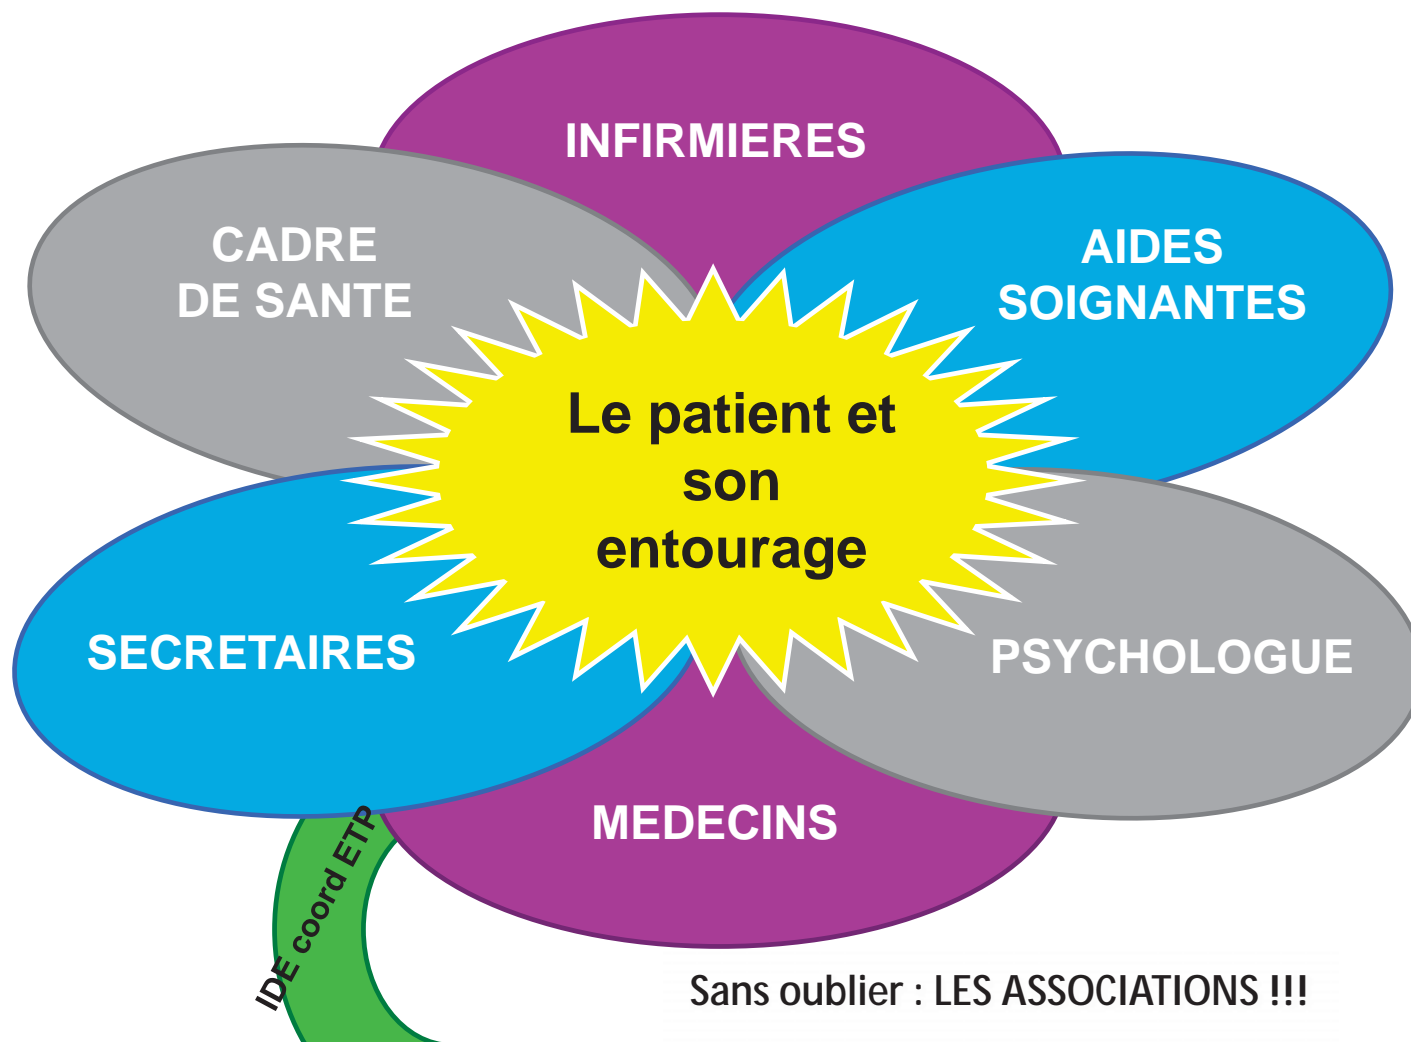 INFIRMIERES
CADRE
DE SANTE
AIDES
SOIGNANTES
Le patient et
son
entourage
SECRETAIRES
PSYCHOLOGUE
MEDECINS
IDE coord ETP
Sans oublier : LES ASSOCIATIONS !!!